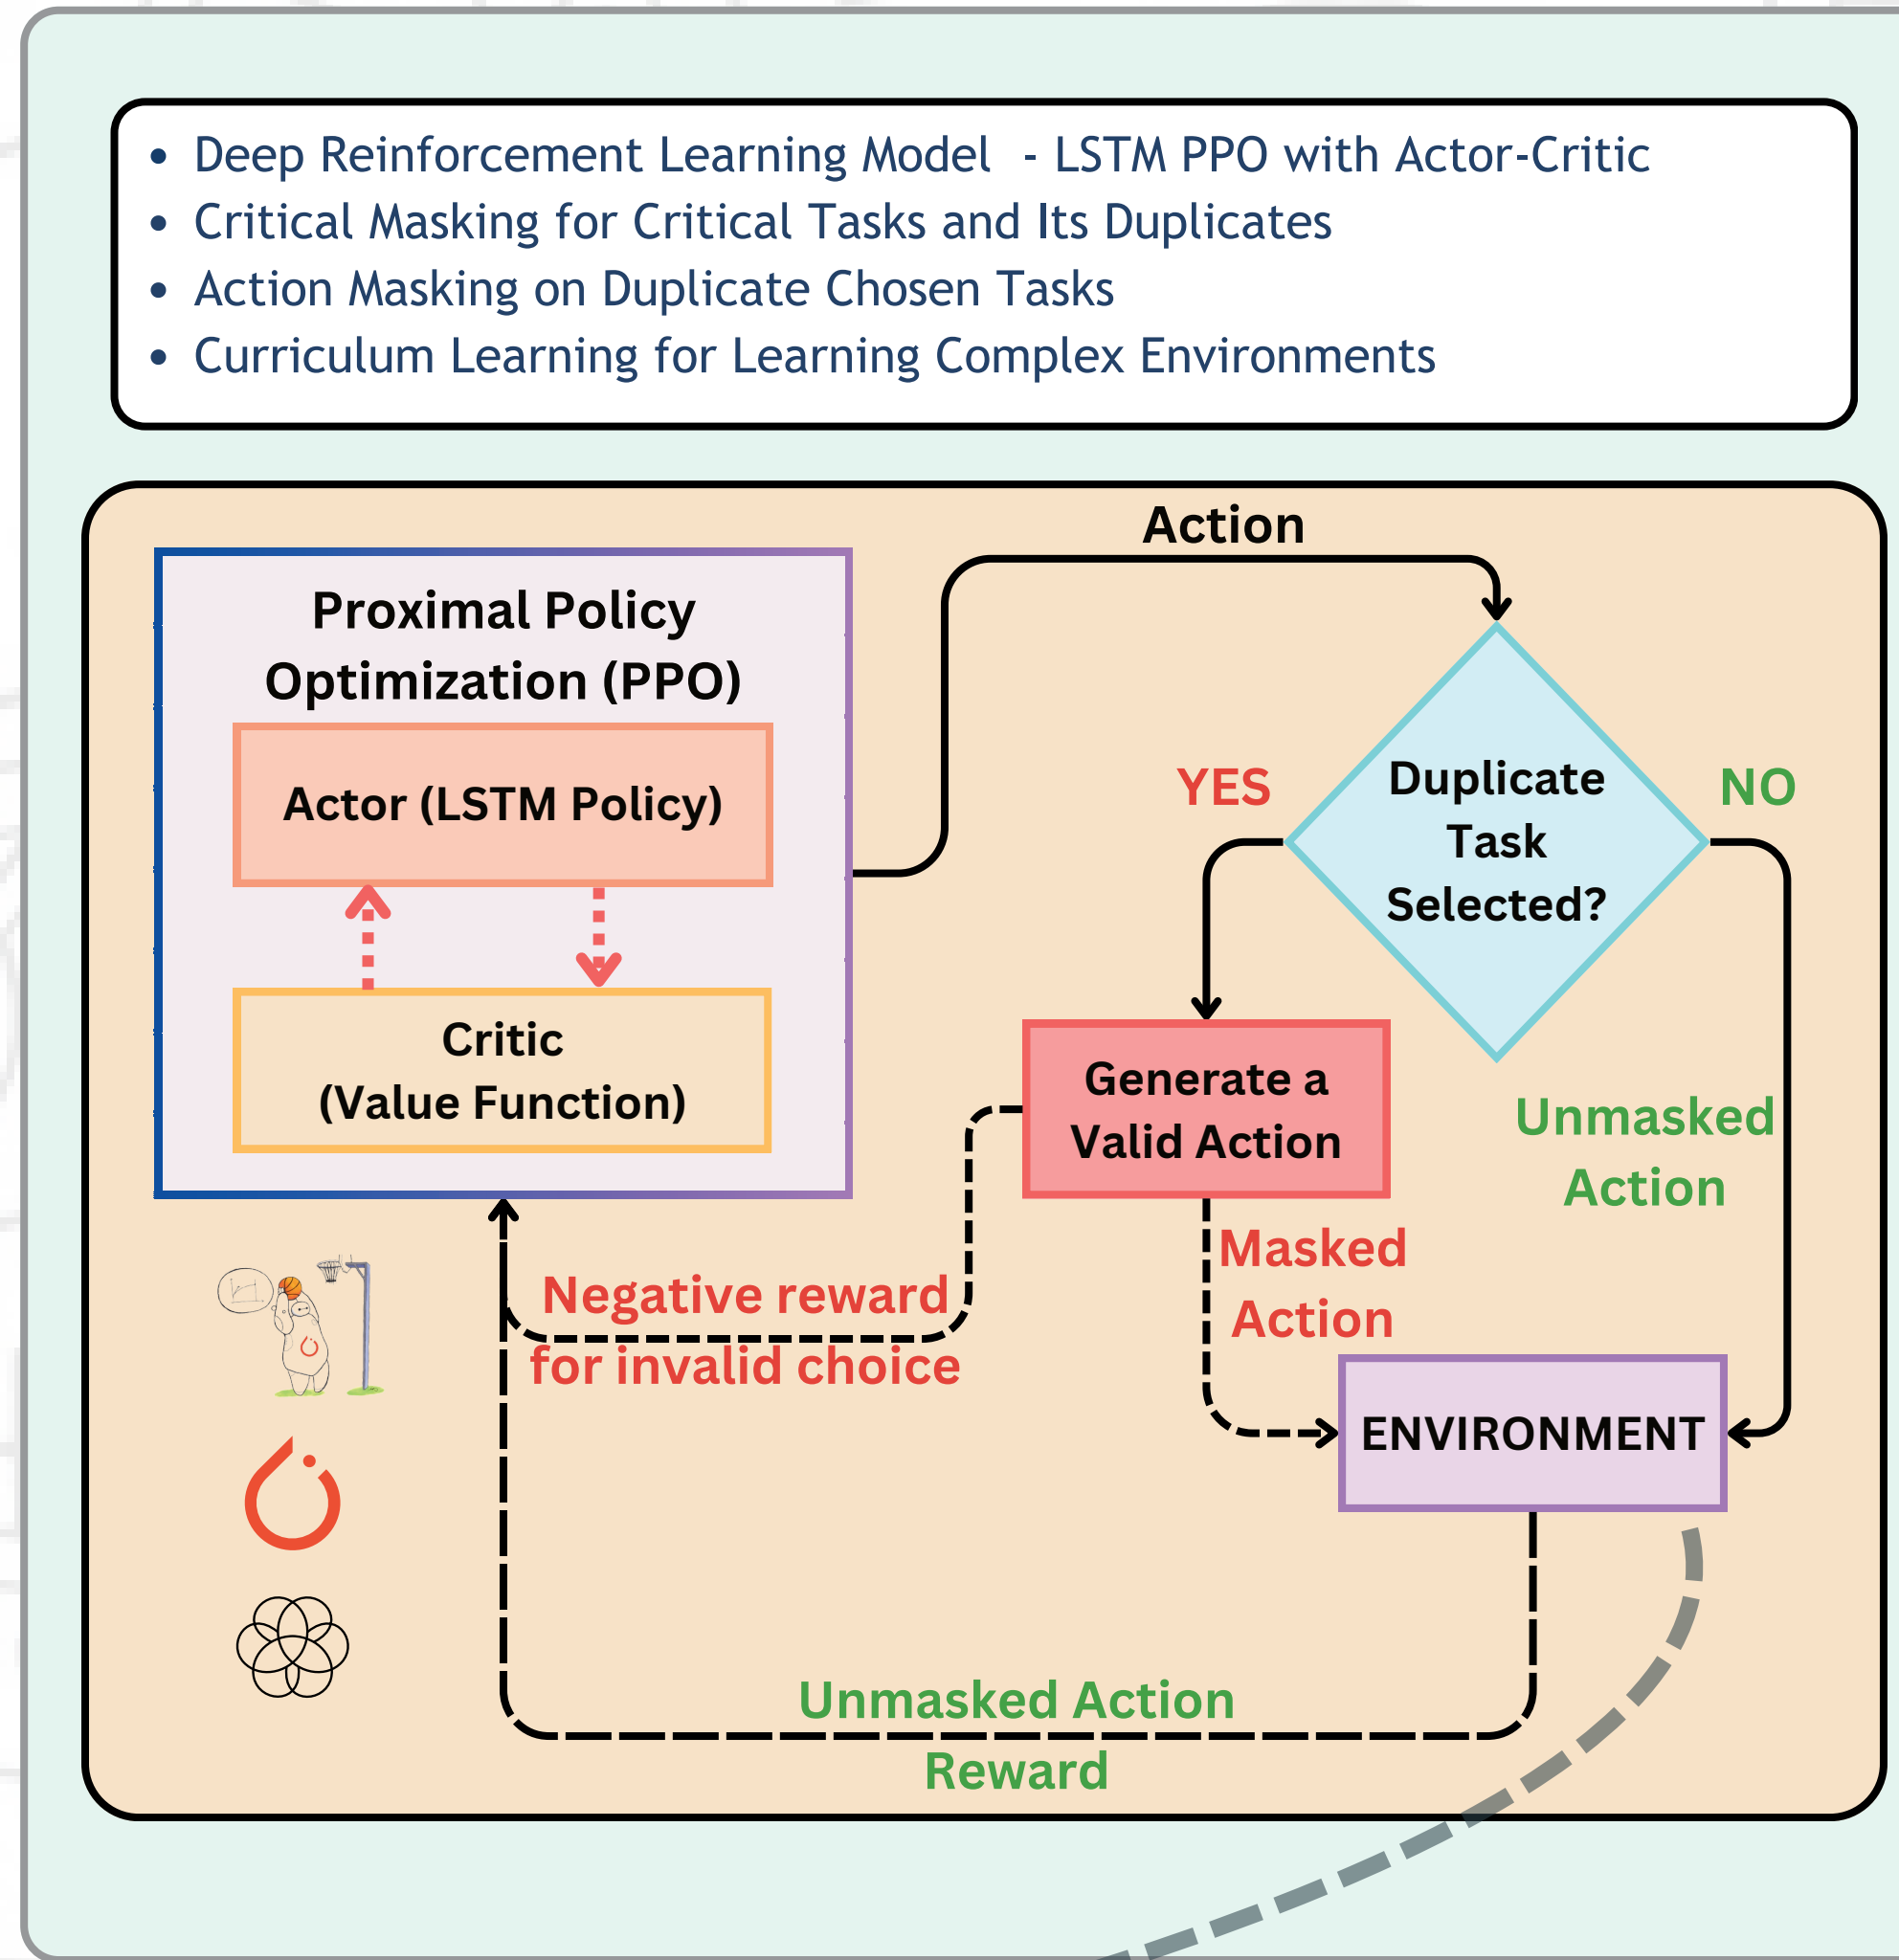 • Deep Reinforcement Learning Model - LSTM PPO with Actor-Critic
• Critical Masking for Critical Tasks and Its Duplicates
• Action Masking on Duplicate Chosen Tasks
• Curriculum Learning for Learning Complex Environments
Action
Proximal Policy
Optimization (PPO)
Actor (LSTM Policy)
Critic
(Value Function)
YES
Duplicate
Task
Selected?
NO
Generate a
Valid Action
Unmasked
Action
Masked
Action
Negative reward
for invalid choice
ENVIRONMENT
Unmasked Action
Reward